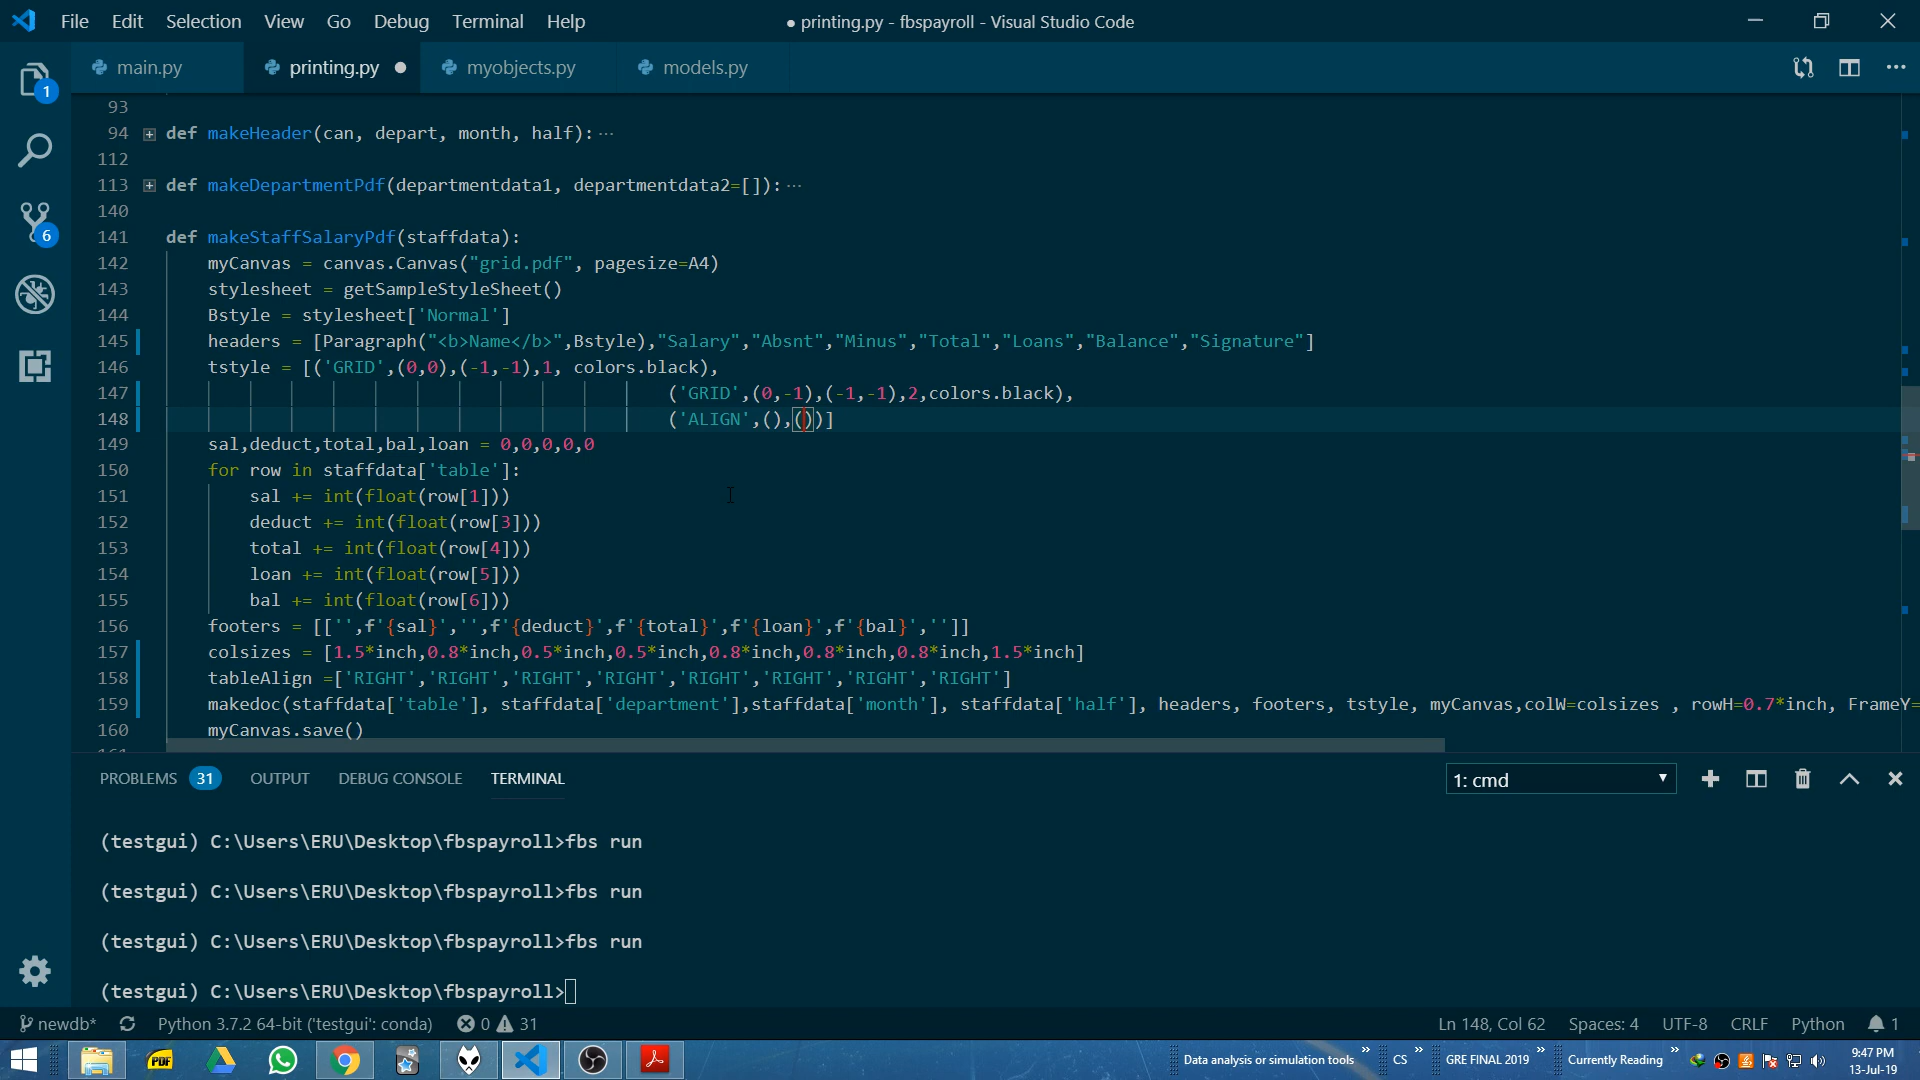 File Edit Selection View Go Debug Terminal Help
● printing.py - fbspayroll - Visual Studio Code
main.py printing.py ● myobjects.py models.py
1
6
93
94 def makeHeader(can, depart, month, half): ···
112
113 def makeDepartmentPdf(departmentdata1, departmentdata2=[]): ···
140
141 def makeStaffSalaryPdf(staffdata):
142 myCanvas = canvas.Canvas("grid.pdf", pagesize=A4)
143 stylesheet = getSampleStyleSheet()
144 Bstyle = stylesheet['Normal']
145 headers = [Paragraph("<b>Name</b>",Bstyle),"Salary","Absnt","Minus","Total","Loans","Balance","Signature"]
146 tstyle = [('GRID',(0,0),(-1,-1),1, colors.black),
147 ('GRID',(0,-1),(-1,-1),2,colors.black),
148 ('ALIGN',(),())]
149 sal,deduct,total,bal,loan = 0,0,0,0,0
150 for row in staffdata['table']:
151 sal += int(float(row[1]))
152 deduct += int(float(row[3]))
153 total += int(float(row[4]))
154 loan += int(float(row[5]))
155 bal += int(float(row[6]))
156 footers = [['',f'{sal}','',f'{deduct}',f'{total}',f'{loan}',f'{bal}','']]
157 colsizes = [1.5*inch,0.8*inch,0.5*inch,0.5*inch,0.8*inch,0.8*inch,0.8*inch,1.5*inch]
158 tableAlign =['RIGHT','RIGHT','RIGHT','RIGHT','RIGHT','RIGHT','RIGHT','RIGHT']
159 makedoc(staffdata['table'], staffdata['department'],staffdata['month'], staffdata['half'], headers, footers, tstyle, myCanvas,colW=colsizes , rowH=0.7*inch, FrameY=
160 myCanvas.save()
PROBLEMS 31 OUTPUT DEBUG CONSOLE TERMINAL 1: cmd
(testgui) C:\Users\ERU\Desktop\fbspayroll>fbs run
(testgui) C:\Users\ERU\Desktop\fbspayroll>fbs run
(testgui) C:\Users\ERU\Desktop\fbspayroll>fbs run
(testgui) C:\Users\ERU\Desktop\fbspayroll>
newdb* Python 3.7.2 64-bit ('testgui': conda) 0 31 Ln 148, Col 62 Spaces: 4 UTF-8 CRLF Python 1
PDF Data analysis or simulation tools » CS » GRE FINAL 2019 » Currently Reading » 9:47 PM
13-Jul-19